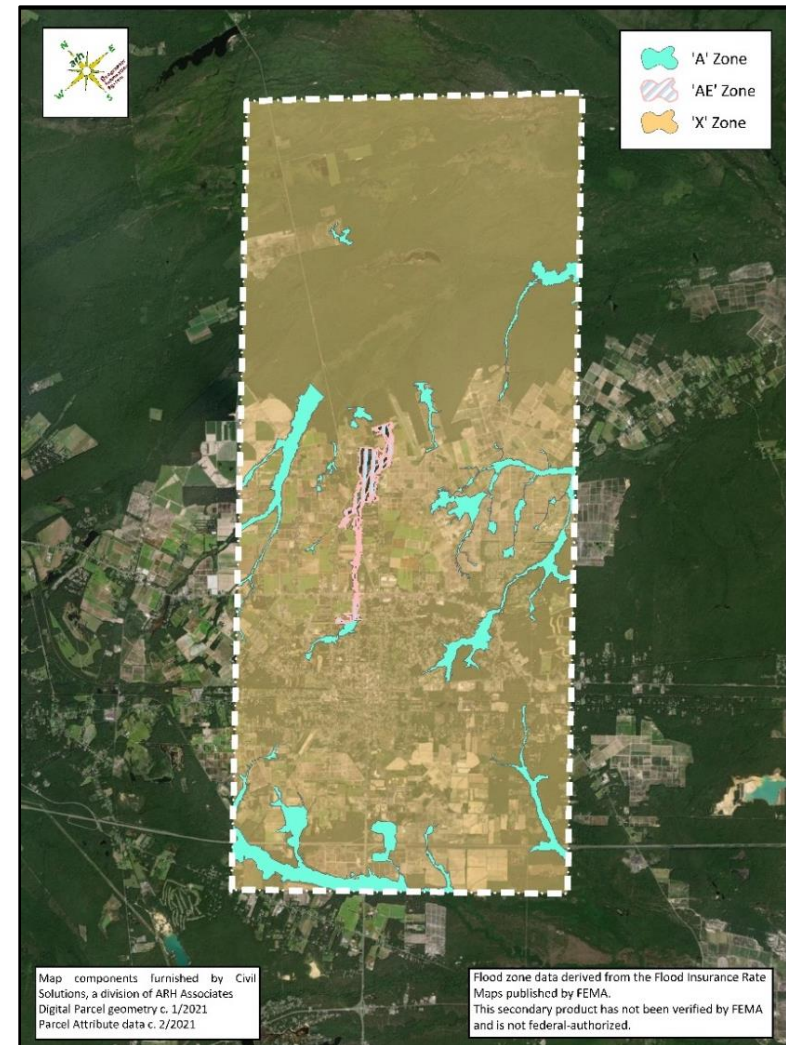 N
E
arh
W
S
'A' Zone
'AE' Zone
'X' Zone
Map components furnished by Civil
Solutions, a division of ARH Associates
Digital Parcel geometry c. 1/2021
Parcel Attribute data c. 2/2021
Flood zone data derived from the Flood Insurance Rate
Maps published by FEMA.
This secondary product has not been verified by FEMA
and is not federal-authorized.